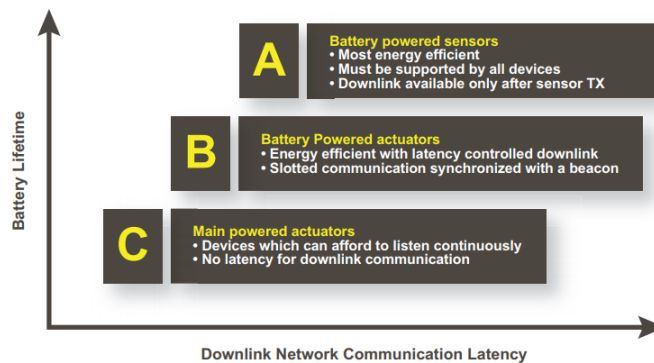 Battery Lifetime
A
Battery powered sensors
• Most energy efficient
• Must be supported by all devices
• Downlink available only after sensor TX
B
Battery Powered actuators
• Energy efficient with latency controlled downlink
• Slotted communication synchronized with a beacon
C
Main powered actuators
• Devices which can afford to listen continuously
• No latency for downlink communication
Downlink Network Communication Latency